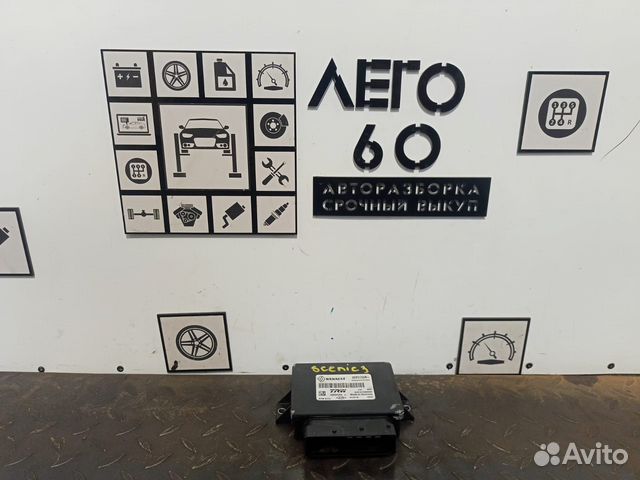 ЛЕГО
60
АВТОРАЗБОРКА
СРОЧНЫЙ ВЫКУП
SCENIC 3
RENAULT
TRW
Avito